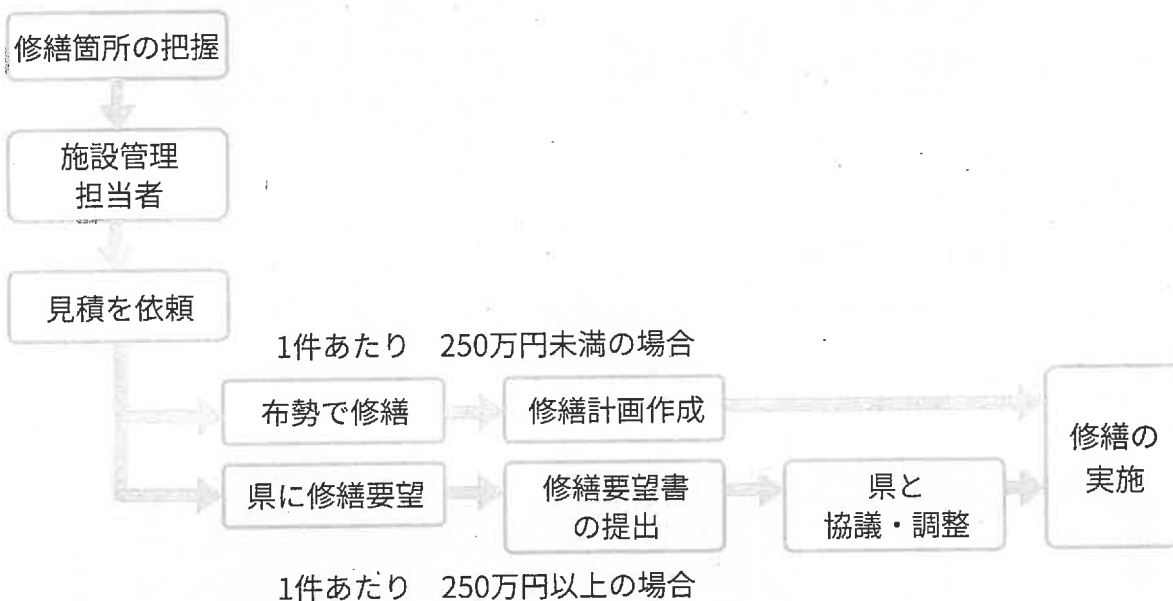 修繕箇所の把握
施設管理
担当者
見積を依頼
1件あたり　250万円未満の場合
布勢で修繕
修繕計画作成
県に修繕要望
修繕要望書
の提出
県と
協議・調整
修繕の
実施
1件あたり　250万円以上の場合